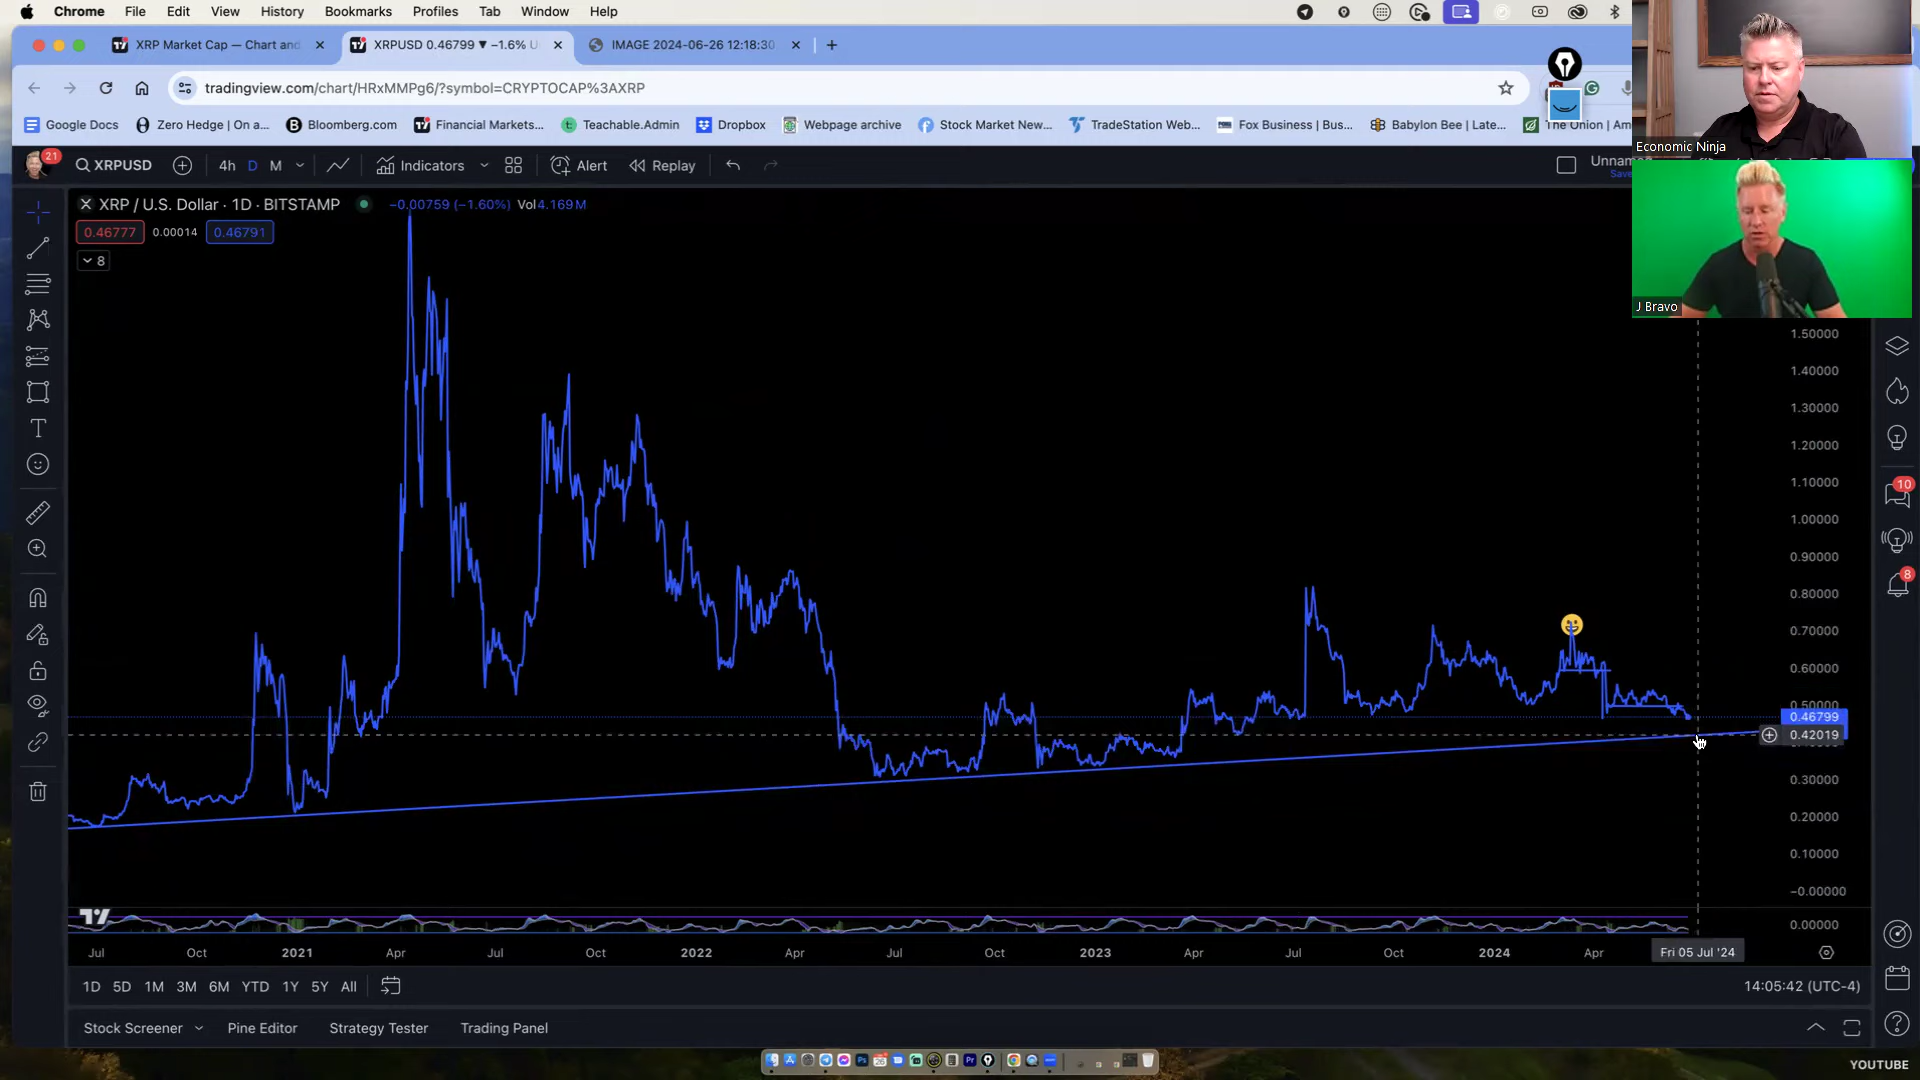 Chrome File Edit View History Bookmarks Profiles Tab Window Help
XRP Market Cap — Chart and
XRPUSD 0.46799 ▼ −1.6% U
IMAGE 2024-06-26 12:18:30
tradingview.com/chart/HRxMMPg6/?symbol=CRYPTOCAP%3AXRP
Google Docs
Zero Hedge | On a...
Bloomberg.com
Financial Markets...
Teachable.Admin
Dropbox
Webpage archive
Stock Market New...
TradeStation Web...
Fox Business | Bus...
Babylon Bee | Late...
The Onion | Am
Economic Ninja
J Bravo
21
XRPUSD
4h D M
Indicators
Alert
Replay
Unnam
Save
XRP / U.S. Dollar · 1D · BITSTAMP
−0.00759 (−1.60%) Vol4.169M
0.46777 0.00014 0.46791
8
1.50000
1.40000
1.30000
1.20000
1.10000
1.00000
0.90000
0.80000
0.70000
0.60000
0.50000
0.46799
0.42019
0.30000
0.20000
0.10000
−0.00000
0.00000
10
8
Jul Oct 2021 Apr Jul Oct 2022 Apr Jul Oct 2023 Apr Jul Oct 2024 Apr Fri 05 Jul '24
1D 5D 1M 3M 6M YTD 1Y 5Y All
14:05:42 (UTC-4)
Stock Screener Pine Editor Strategy Tester Trading Panel
YOUTUBE